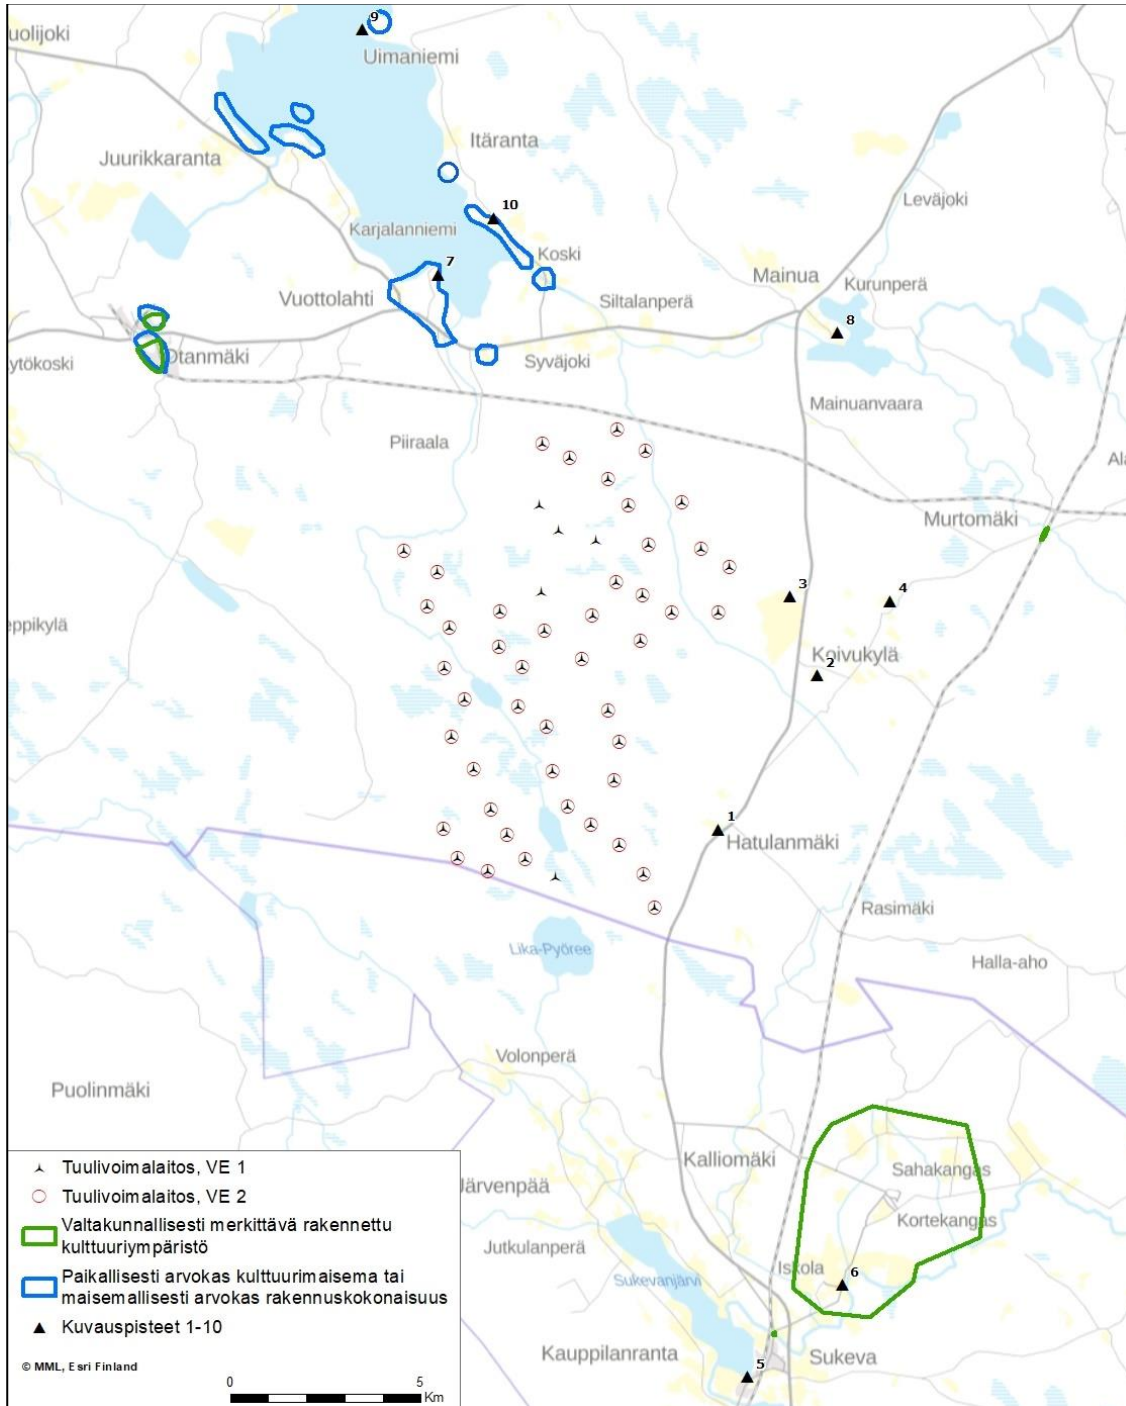 uolijoki
9
Uimaniemi
Itäranta
Juurikkaranta
Leväjoki
10
Karjalanniemi
Koski
7
Mainua
Kurunperä
Vuottolahti
Siltalanperä
8
Otanmäki
ytökoski
Syväjoki
Mainuanvaara
Piiraala
Ala
Murtomäki
3
4
eppikylä
Koivukylä
2
1
Hatulanmäki
Rasimäki
Lika-Pyöree
Halla-aho
Volonperä
Puolinmäki
Kalliomäki
Sahakangas
Järvenpää
Kortekangas
Jutkulanperä
Iskola
6
Sukevanjärvi
Kauppilanranta
Sukeva
5
Tuulivoimalaitos, VE 1
Tuulivoimalaitos, VE 2
Valtakunnallisesti merkittävä rakennettu
kulttuuriympäristö
Paikallisesti arvokas kulttuurimaisema tai
maisemallisesti arvokas rakennuskokonaisuus
Kuvauspisteet 1-10
© MML, Esri Finland
0 5
Km